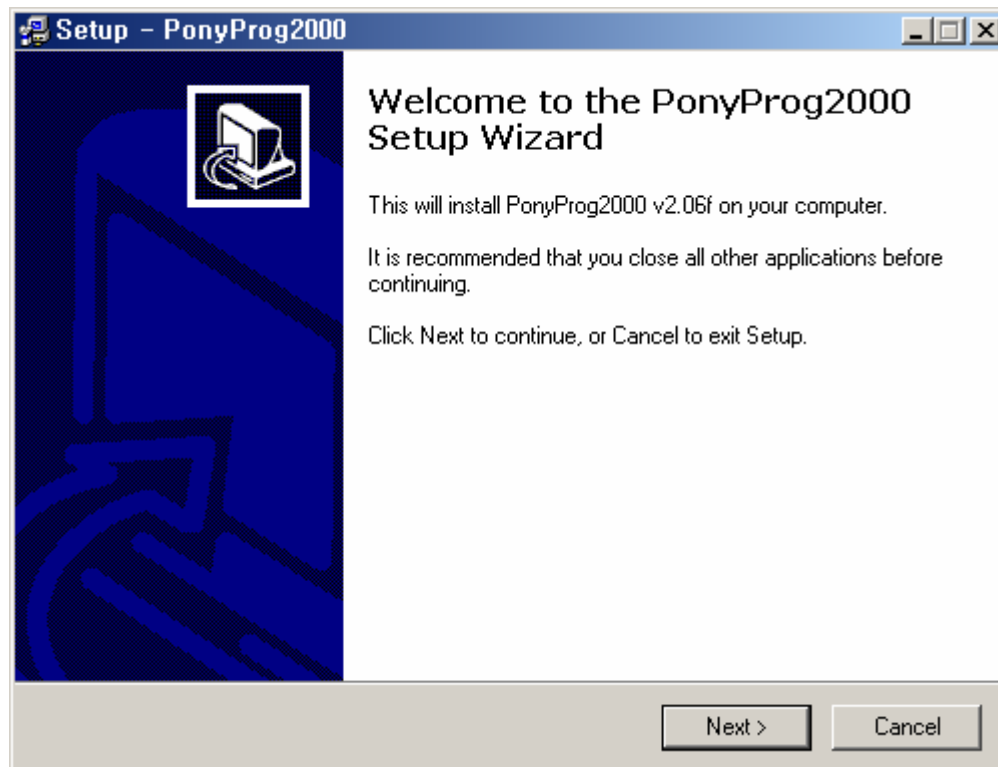 Setup - PonyProg2000
Welcome to the PonyProg2000
Setup Wizard
This will install PonyProg2000 v2.06f on your computer.
It is recommended that you close all other applications before
continuing.
Click Next to continue, or Cancel to exit Setup.
Next >
Cancel